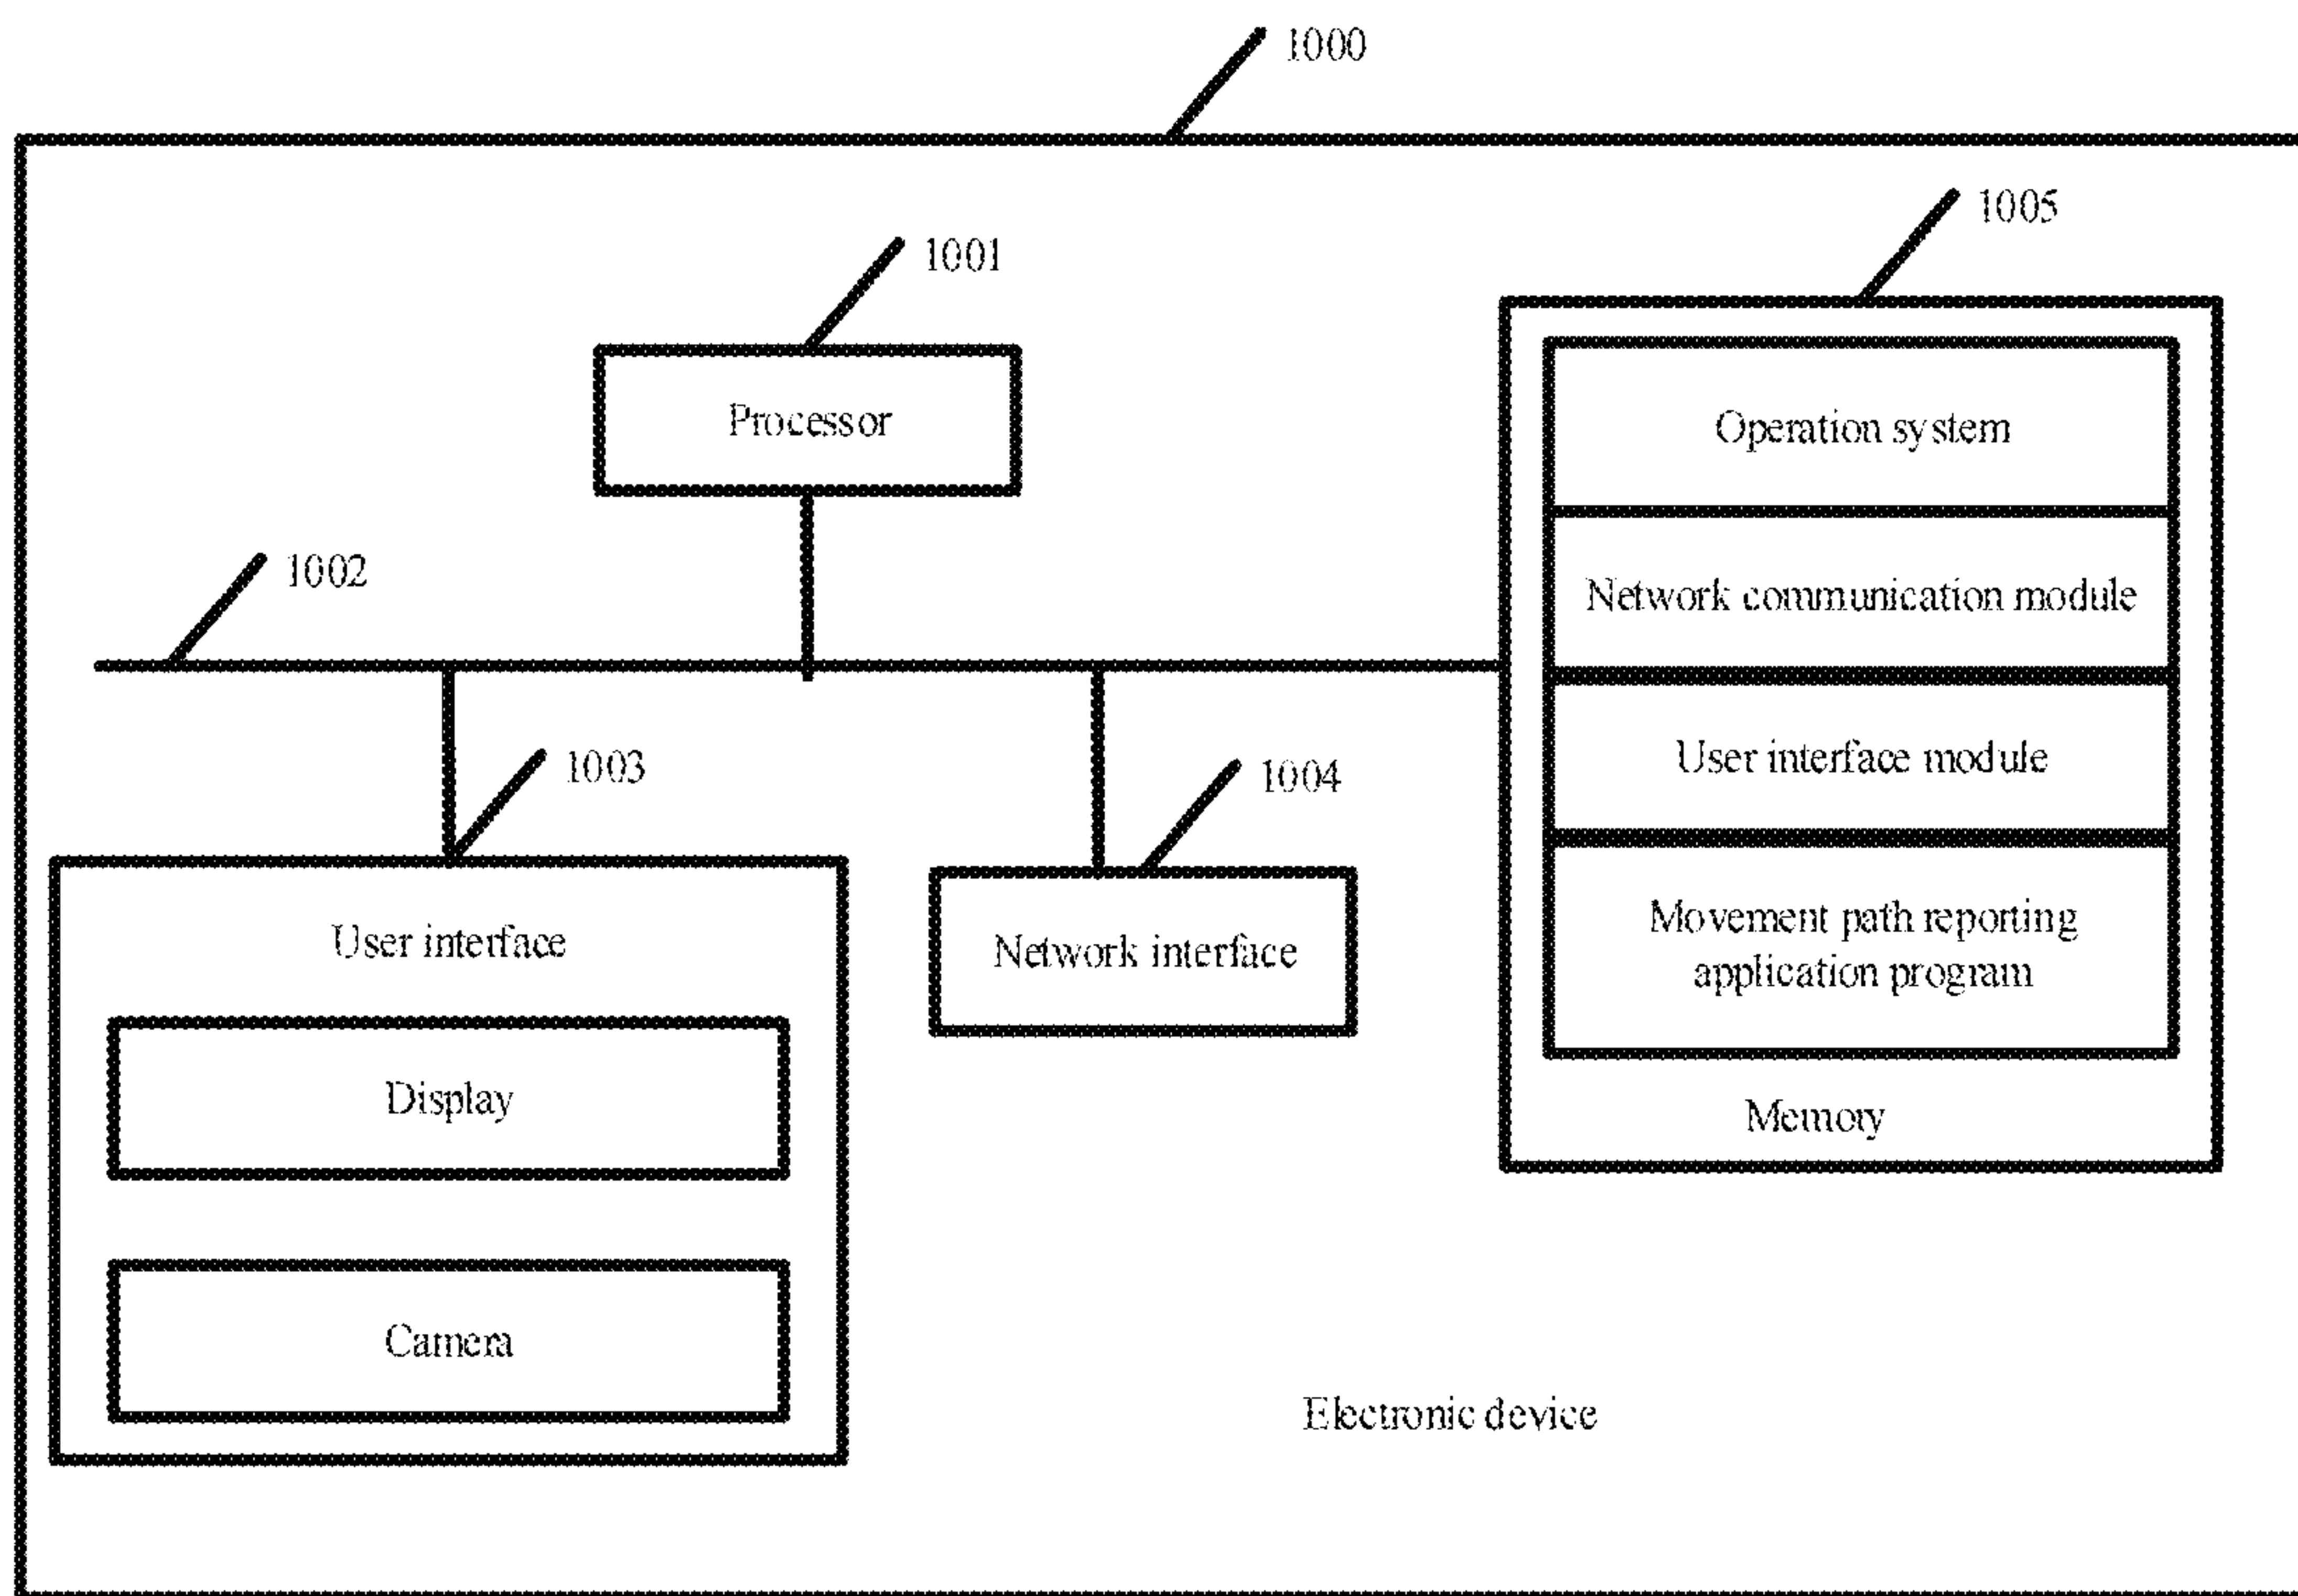 1000
1005
1001
Processor
Operation system
1002
Network communication module
1003
1004
User interface module
User interface
Network interface
Movement path reporting
application program
Display
Memory
Camera
Electronic device